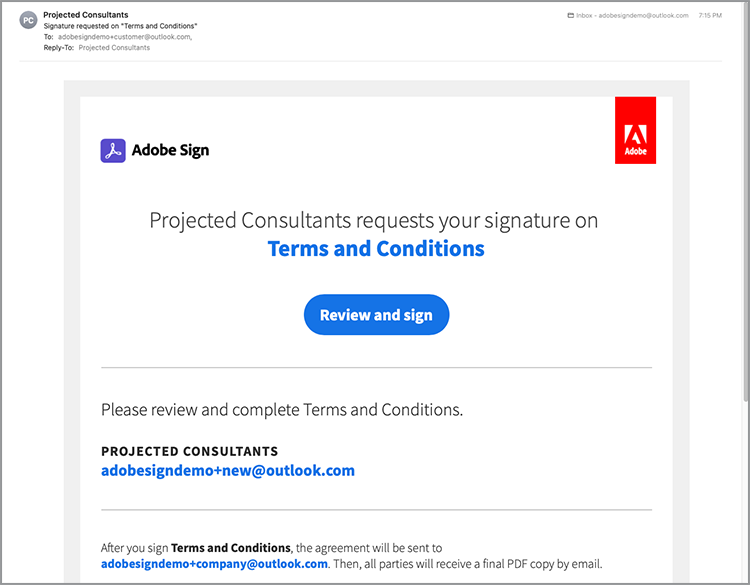 PC
Projected Consultants
Inbox - adobesigndemo@outlook.com 7:15 PM
Signature requested on "Terms and Conditions"
To: adobesigndemo+customer@outlook.com,
Reply-To: Projected Consultants
Adobe Sign
Adobe
Projected Consultants requests your signature on
Terms and Conditions
Review and sign
Please review and complete Terms and Conditions.
PROJECTED CONSULTANTS
adobesigndemo+new@outlook.com
After you sign Terms and Conditions, the agreement will be sent to
adobesigndemo+company@outlook.com. Then, all parties will receive a final PDF copy by email.